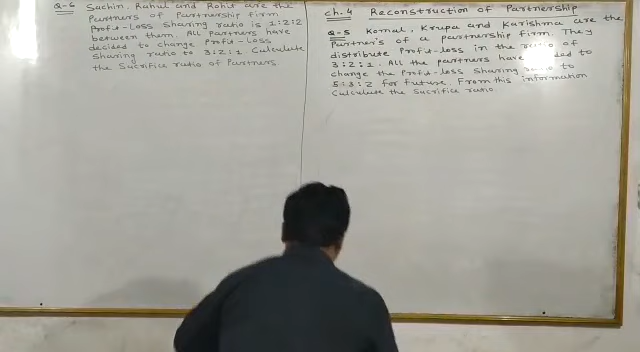 Q-6 Sachin, Rahul and Rohit are the
Partners of Partnership firm
Profit-Loss Sharing ratio is 1:2:2
between them. All Partners have
decided to change Profit-Loss
Sharing ratio to 3:2:1. Calculate
the Sacrifice ratio of Partners
Ch.4 Reconstruction of Partnership
Q-5 Komal, Krupa and Karishma are the
Partner's of a partnership firm. They
distribute Profit-loss in the ratio of
3:2:1. All the partners have ded to
change the Profit-loss Sharing to
5:3:2 for future. From this information
Calculate the Sacrifice ratio